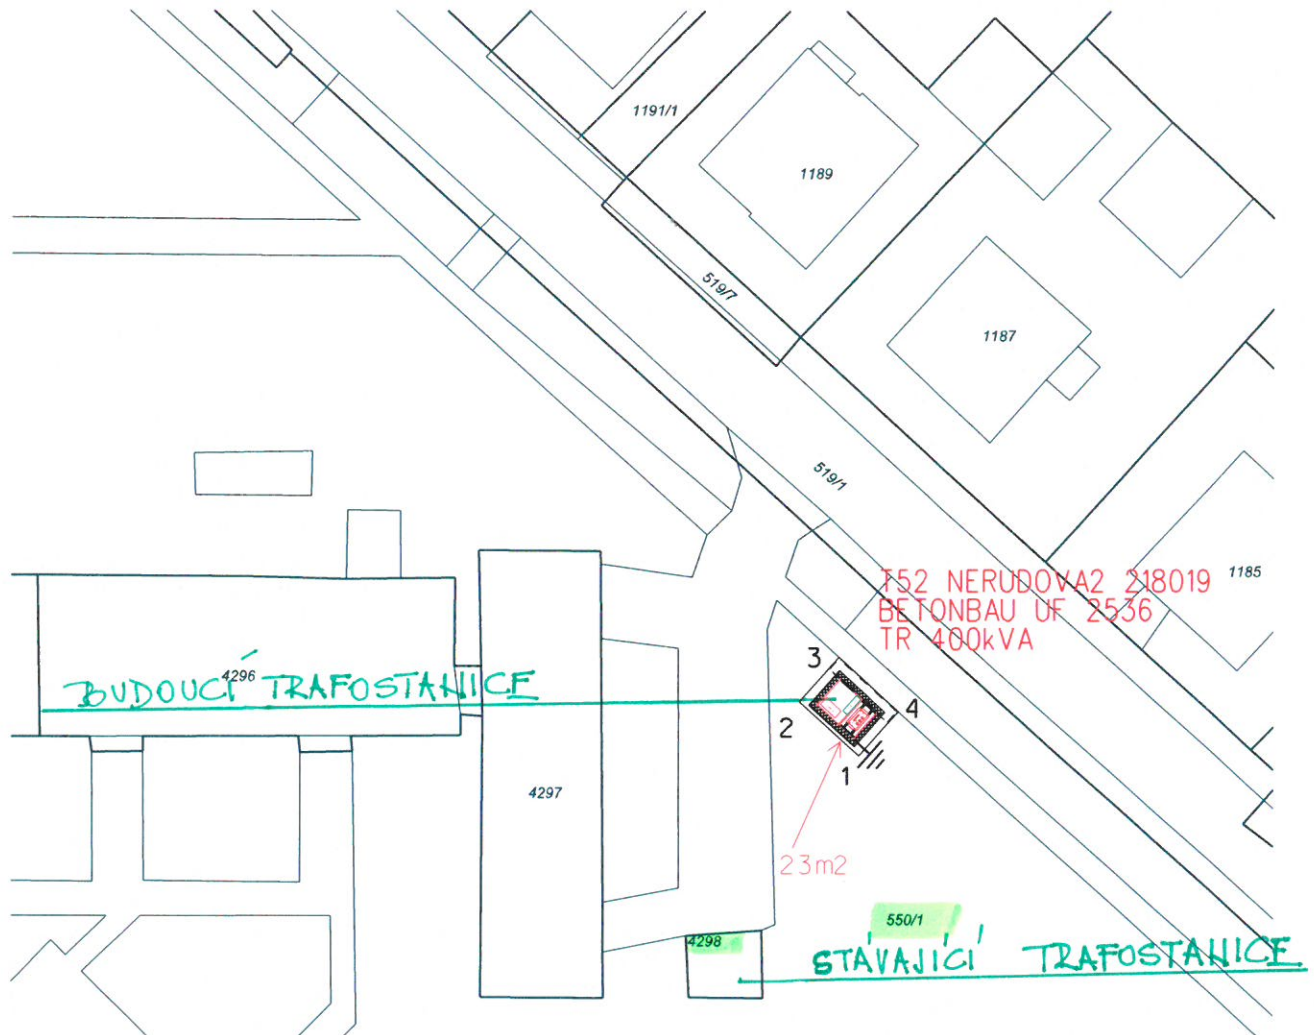 1191/1
1189
519/7
1187
519/1
T52 NERUDOVA2 218019
BETONBAU UF 2536
TR 400kVA
1185
3
4296
BUDOUCÍ TRAFOSTANICE
4
2
1
4297
23m2
550/1
4298
STÁVAJÍCÍ TRAFOSTANICE